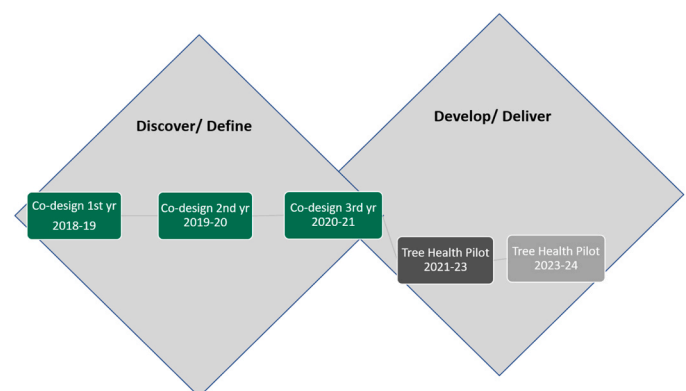 Discover/ Define
Develop/ Deliver
Co-design 1st yr
2018-19
Co-design 2nd yr
2019-20
Co-design 3rd yr
2020-21
Tree Health Pilot
2021-23
Tree Health Pilot
2023-24